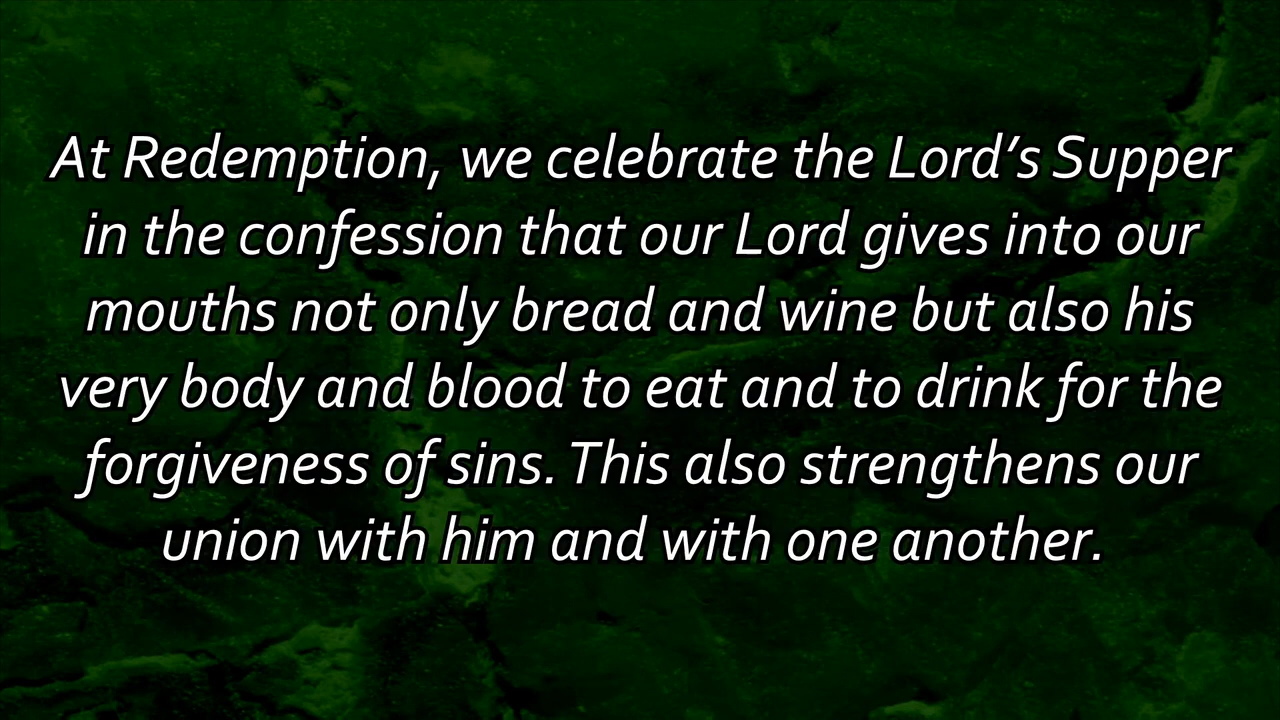 At Redemption, we celebrate the Lord’s Supper
in the confession that our Lord gives into our
mouths not only bread and wine but also his
very body and blood to eat and to drink for the
forgiveness of sins. This also strengthens our
union with him and with one another.